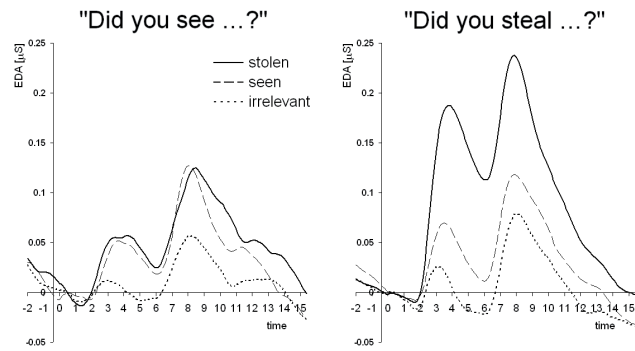 "Did you see ...?"
"Did you steal ...?"
EDA [µS]
0.25
0.2
0.15
0.1
0.05
0
-0.05
stolen
seen
irrelevant
-2 -1 0 1 2 3 4 5 6 7 8 9 10 11 12 13 14 15
time
EDA [µS]
0.25
0.2
0.15
0.1
0.05
0
-0.05
-2 -1 0 1 2 3 4 5 6 7 8 9 10 11 12 13 14 15
time